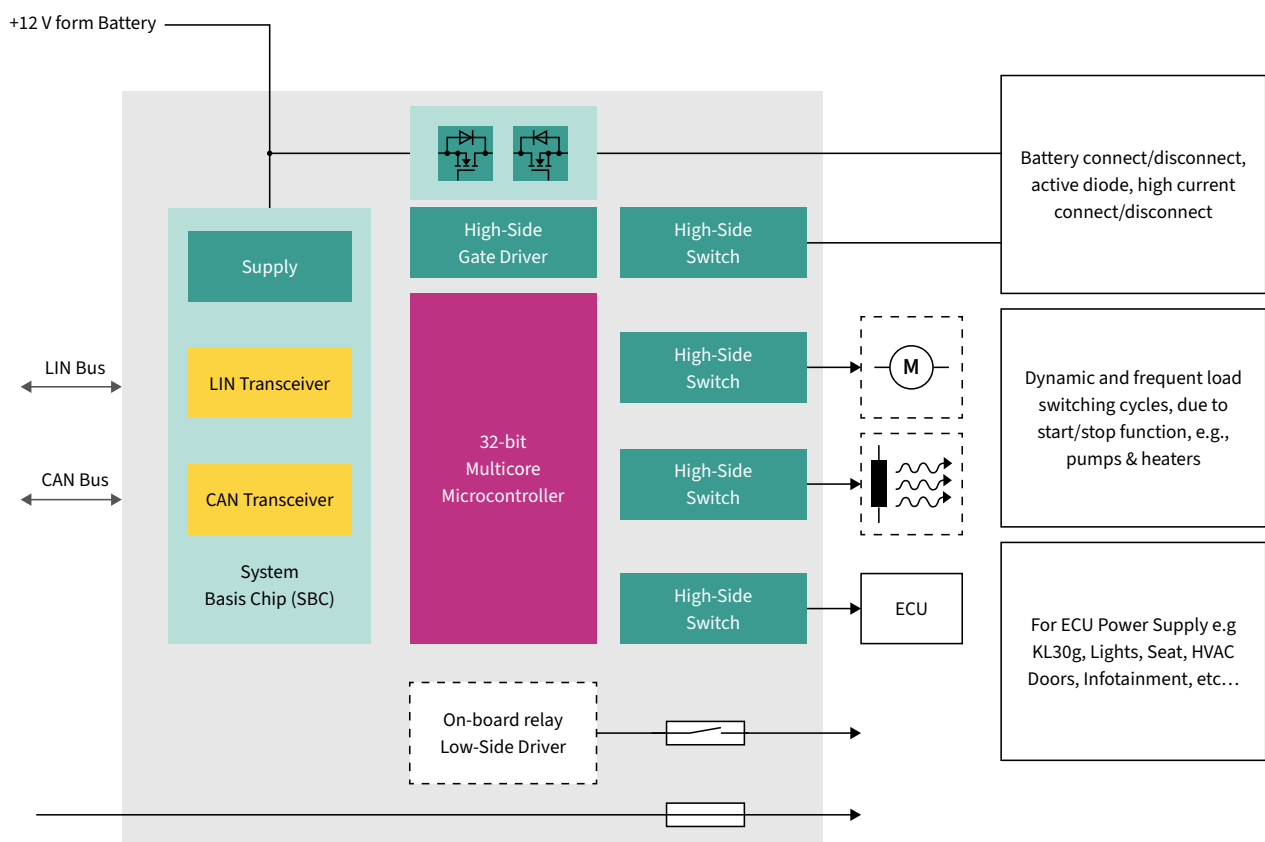 +12 V form Battery
High-Side
Gate Driver
High-Side
Switch
Battery connect/disconnect,
active diode, high current
connect/disconnect
Supply
LIN Bus
LIN Transceiver
CAN Bus
CAN Transceiver
System
Basis Chip (SBC)
32-bit
Multicore
Microcontroller
High-Side
Switch
M
High-Side
Switch
Dynamic and frequent load
switching cycles, due to
start/stop function, e.g.,
pumps & heaters
High-Side
Switch
ECU
For ECU Power Supply e.g
KL30g, Lights, Seat, HVAC
Doors, Infotainment, etc…
On-board relay
Low-Side Driver